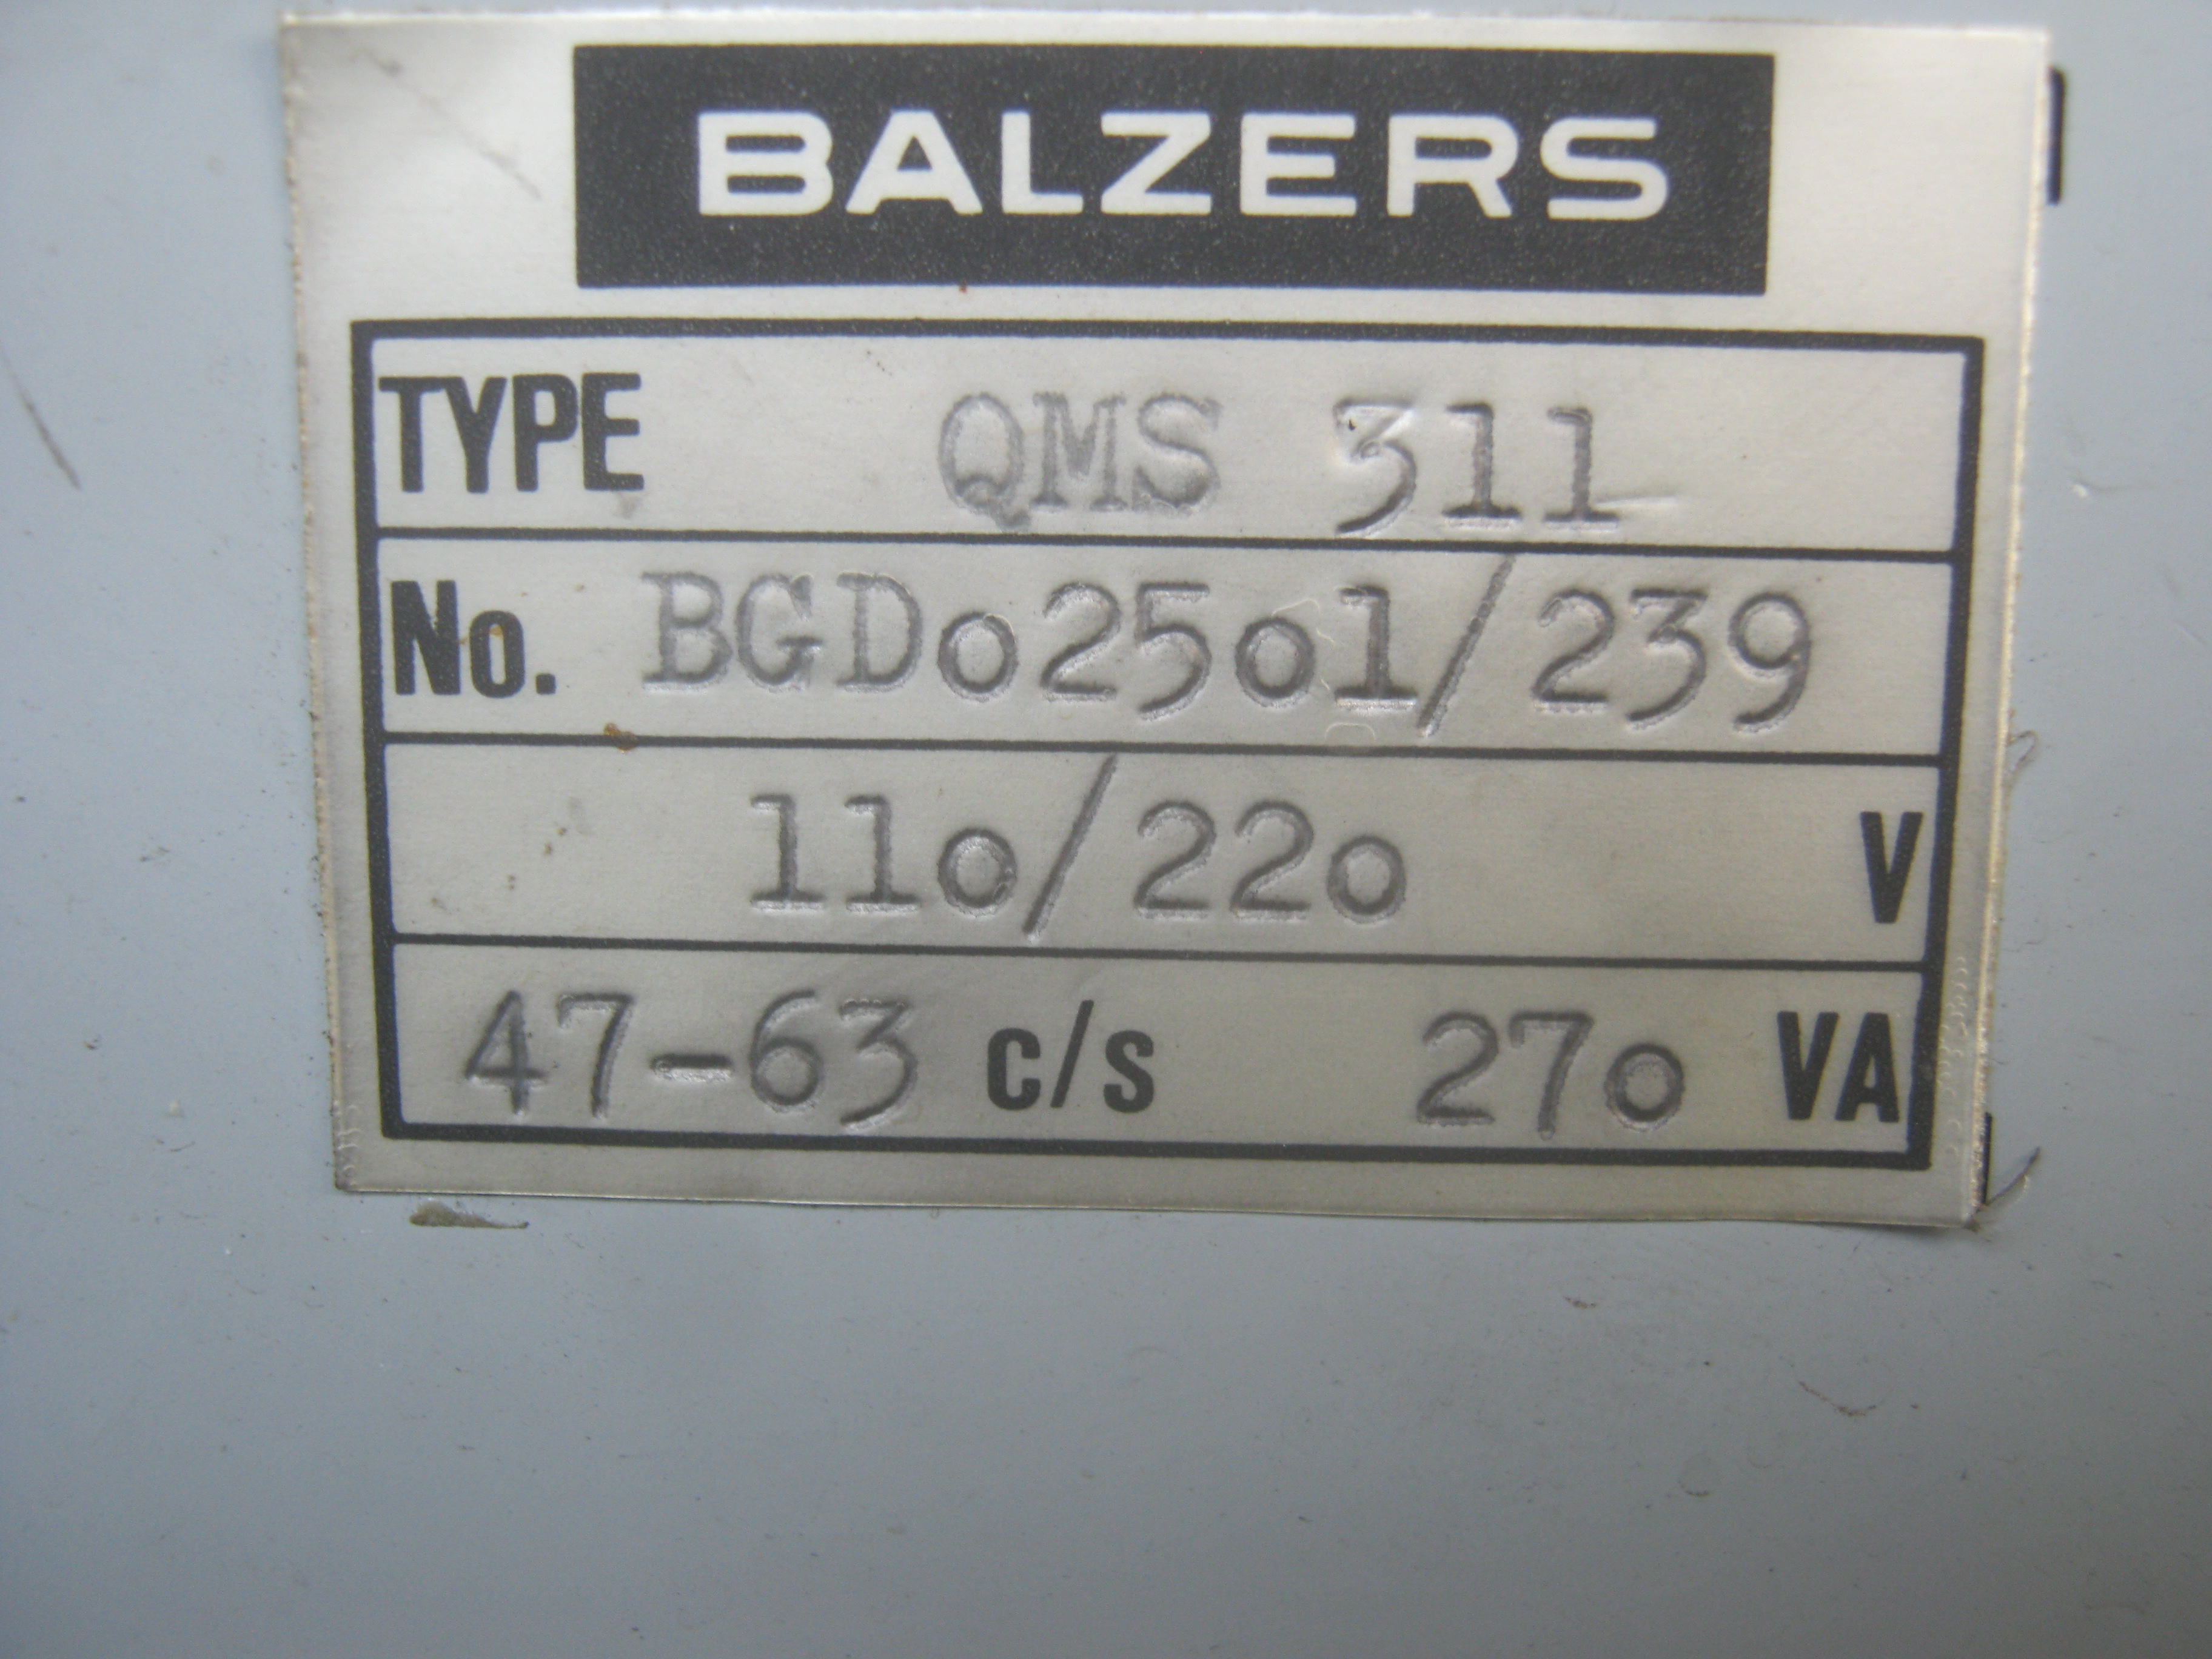 BALZERS
TYPE QMS 311
No. BGDo25o1/239
11o/22o V
47-63 c/s 27o VA